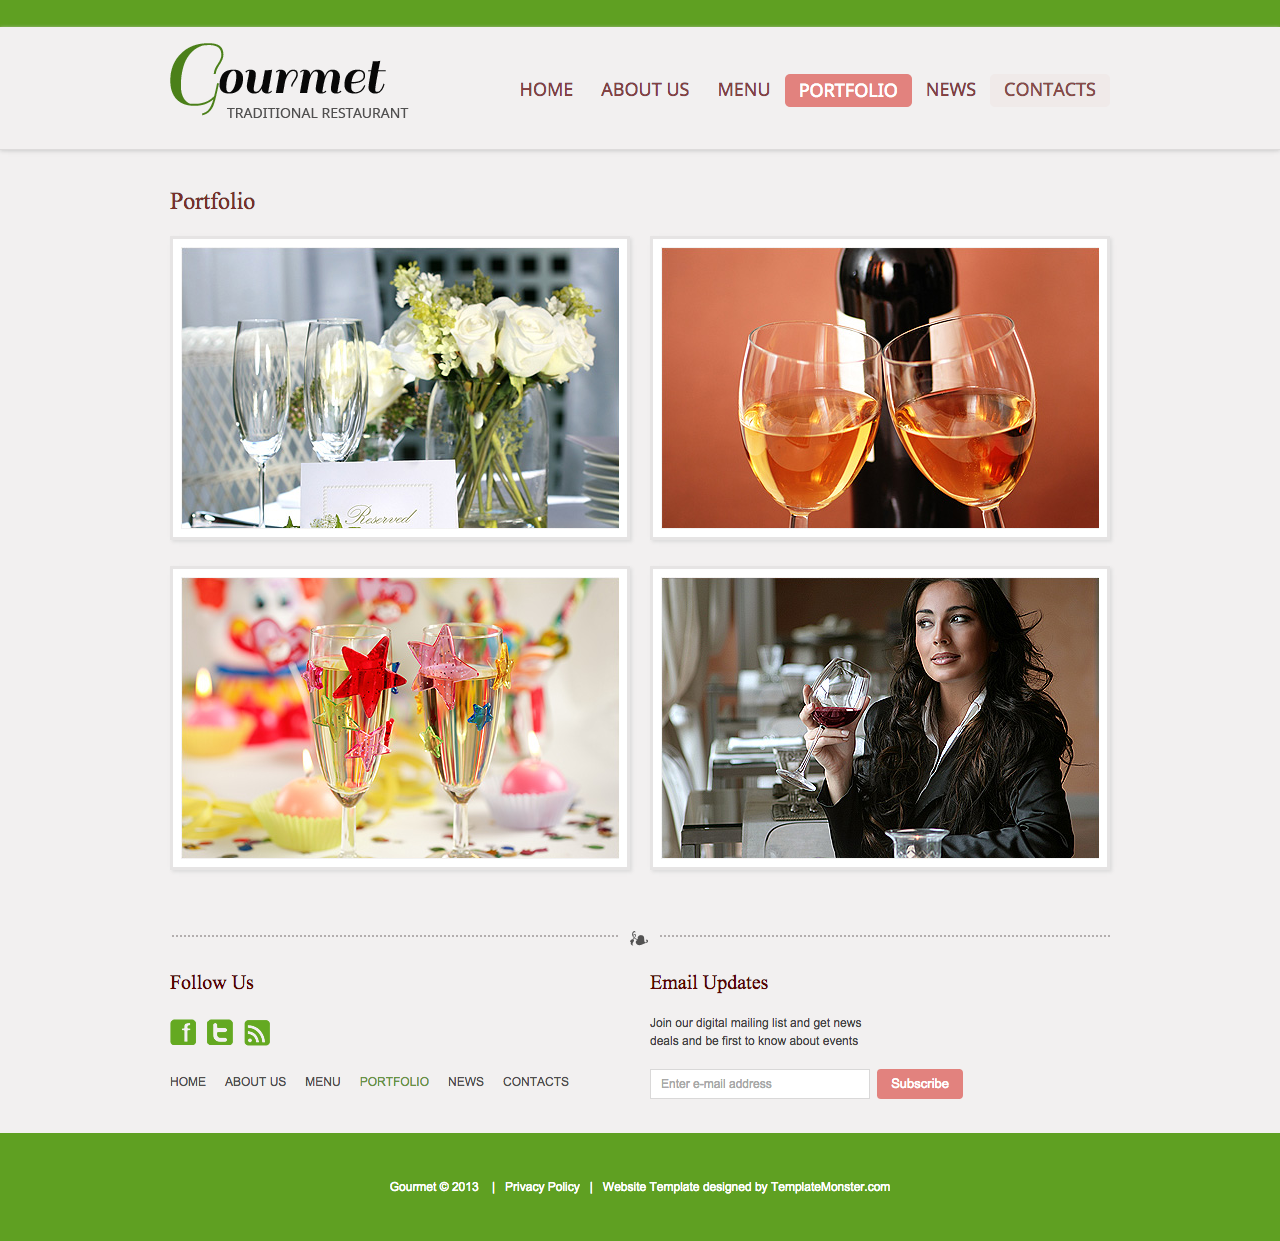 Gourmet
TRADITIONAL RESTAURANT
HOME ABOUT US MENU PORTFOLIO NEWS CONTACTS
Portfolio
Reserved
Follow Us
Email Updates
Join our digital mailing list and get news
deals and be first to know about events
HOME ABOUT US MENU PORTFOLIO NEWS CONTACTS
Enter e-mail address Subscribe
Gourmet © 2013 | Privacy Policy | Website Template designed by TemplateMonster.com